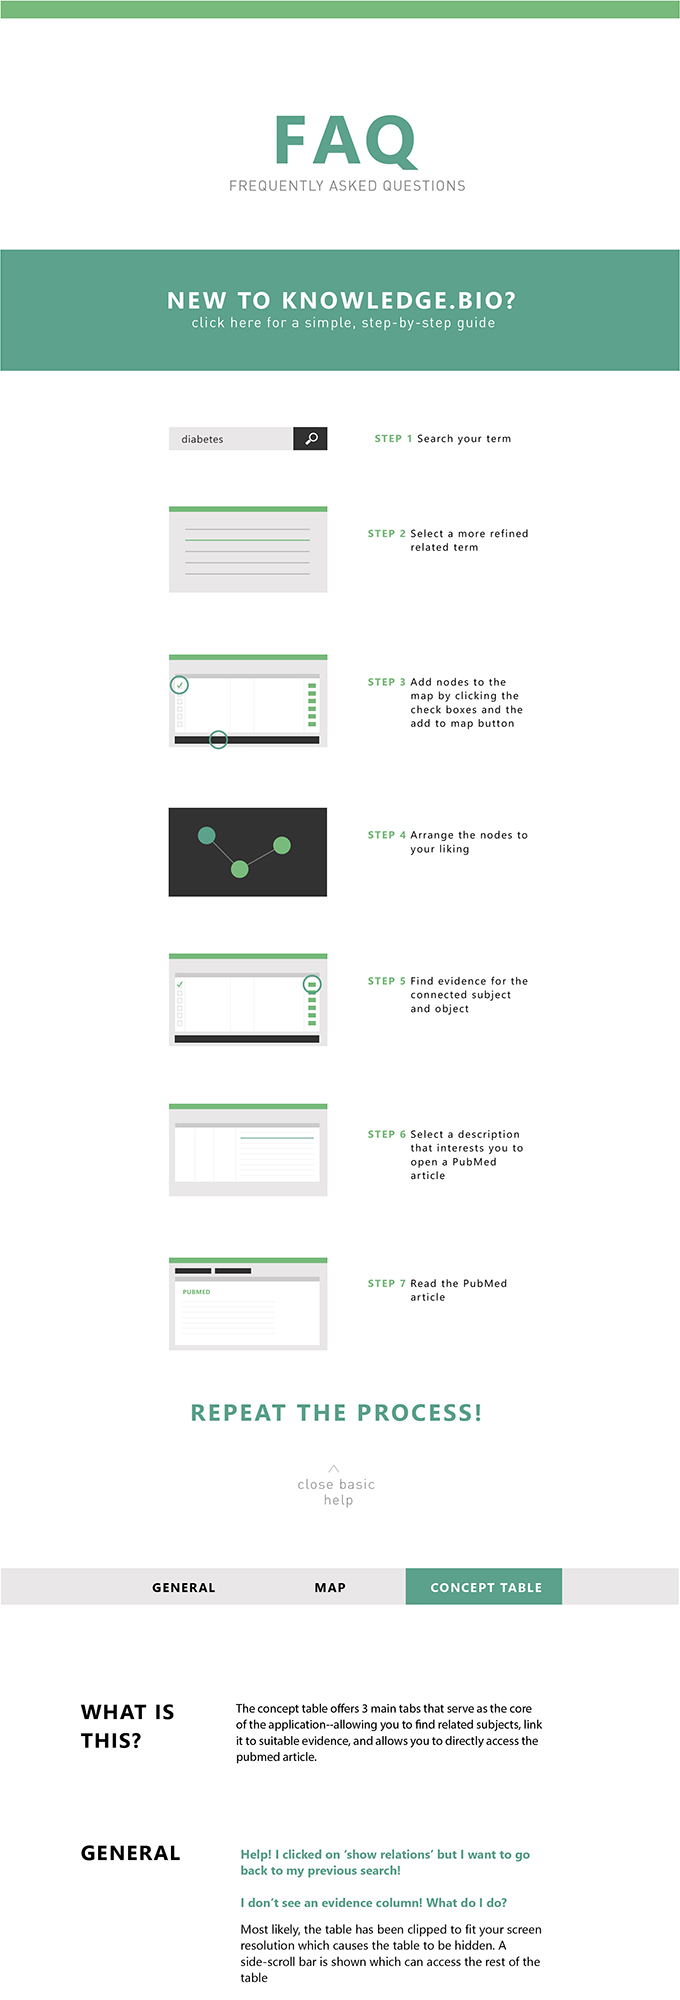 FAQ
FREQUENTLY ASKED QUESTIONS
NEW TO KNOWLEDGE.BIO?
click here for a simple, step-by-step guide
diabetes
STEP 1 Search your term
STEP 2 Select a more refined
related term
STEP 3 Add nodes to the
map by clicking the
check boxes and the
add to map button
STEP 4 Arrange the nodes to
your liking
STEP 5 Find evidence for the
connected subject
and object
STEP 6 Select a description
that interests you to
open a PubMed
article
PUBMED
STEP 7 Read the PubMed
article
REPEAT THE PROCESS!
close basic
help
GENERAL
MAP
CONCEPT TABLE
WHAT IS
THIS?
The concept table offers 3 main tabs that serve as the core
of the application--allowing you to find related subjects, link
it to suitable evidence, and allows you to directly access the
pubmed article.
GENERAL
Help! I clicked on ‘show relations’ but I want to go
back to my previous search!
I don’t see an evidence column! What do I do?
Most likely, the table has been clipped to fit your screen
resolution which causes the table to be hidden. A
side-scroll bar is shown which can access the rest of the
table